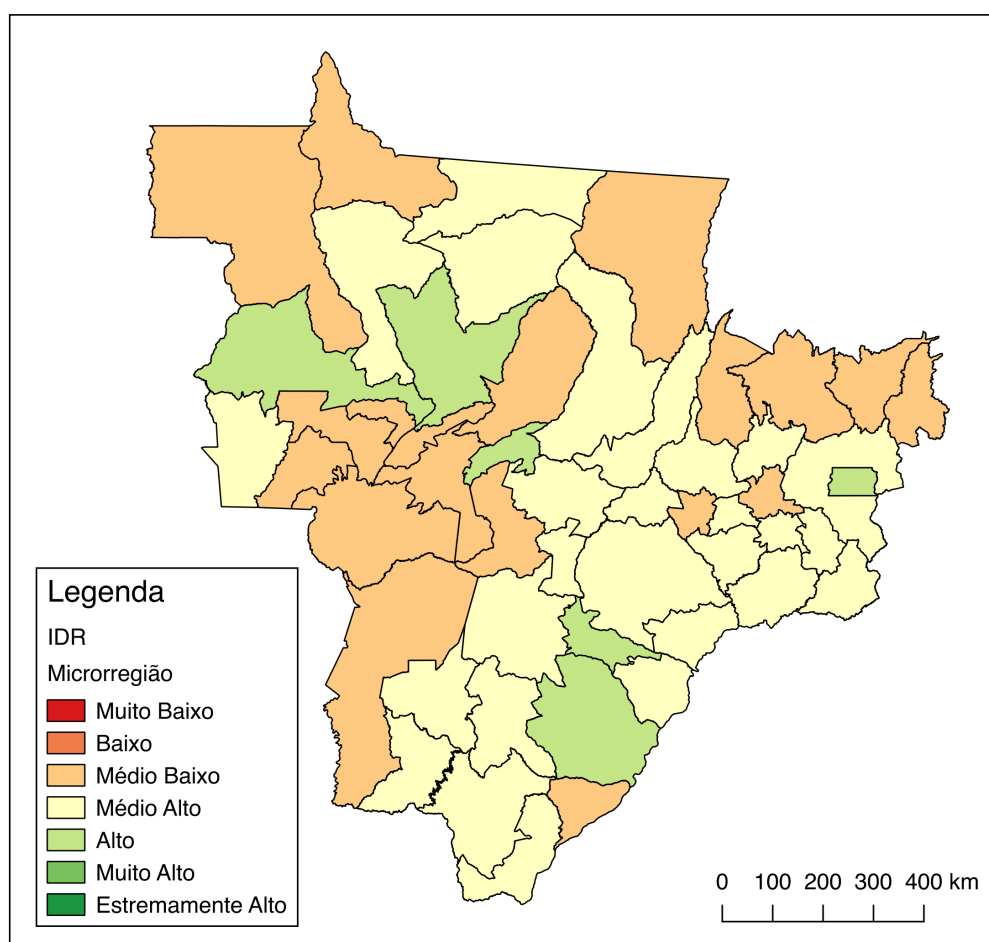 Legenda
IDR
Microrregião
Muito Baixo
Baixo
Médio Baixo
Médio Alto
Alto
Muito Alto
Estremamente Alto
0 100 200 300 400 km